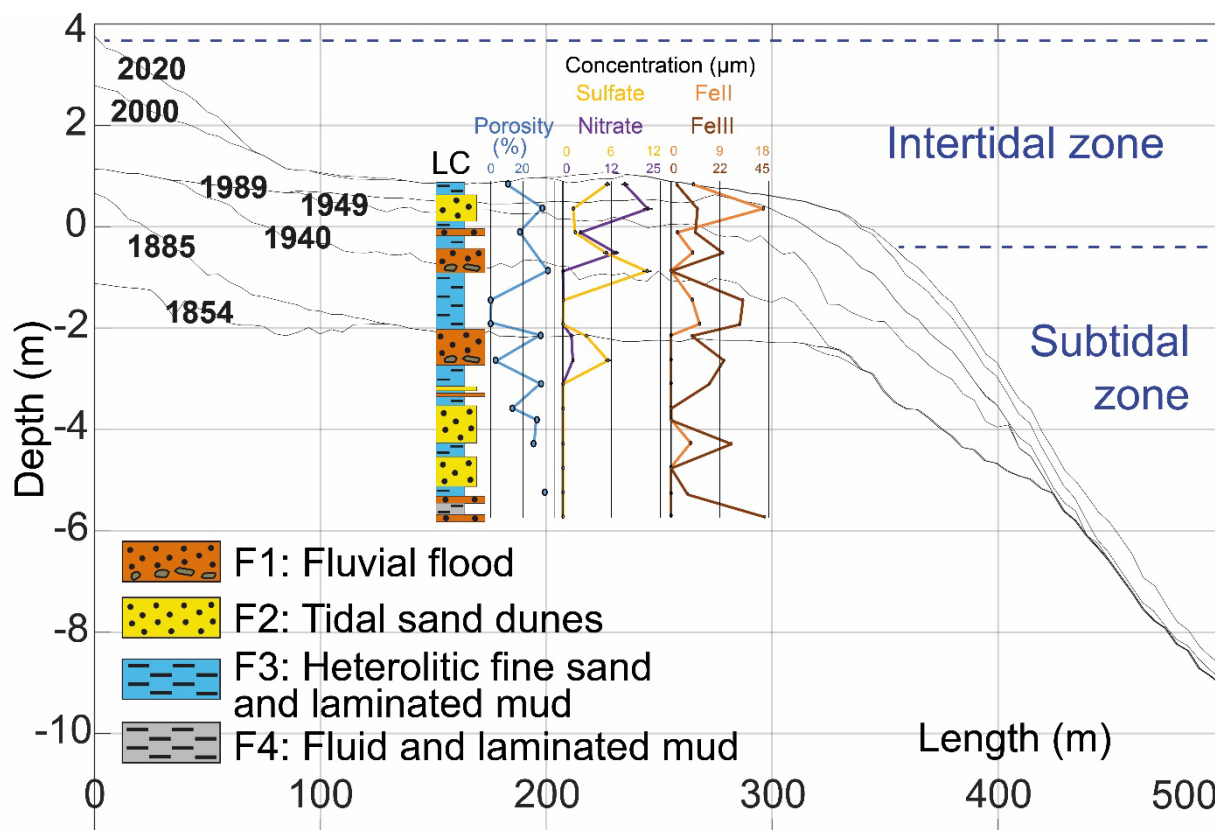 4
2
0
-2
-4
-6
-8
-10
Depth (m)
2020
2000
1989
1949
1940
1885
1854
Concentration (µm)
Sulfate
FeII
Porosity
Nitrate
FeIII
(%)
LC
0 20
0 6 12
0 12 25
0 9 18
0 22 45
Intertidal zone
Subtidal
zone
F1: Fluvial flood
F2: Tidal sand dunes
F3: Heterolitic fine sand
and laminated mud
F4: Fluid and laminated mud
Length (m)
0 100 200 300 400 500